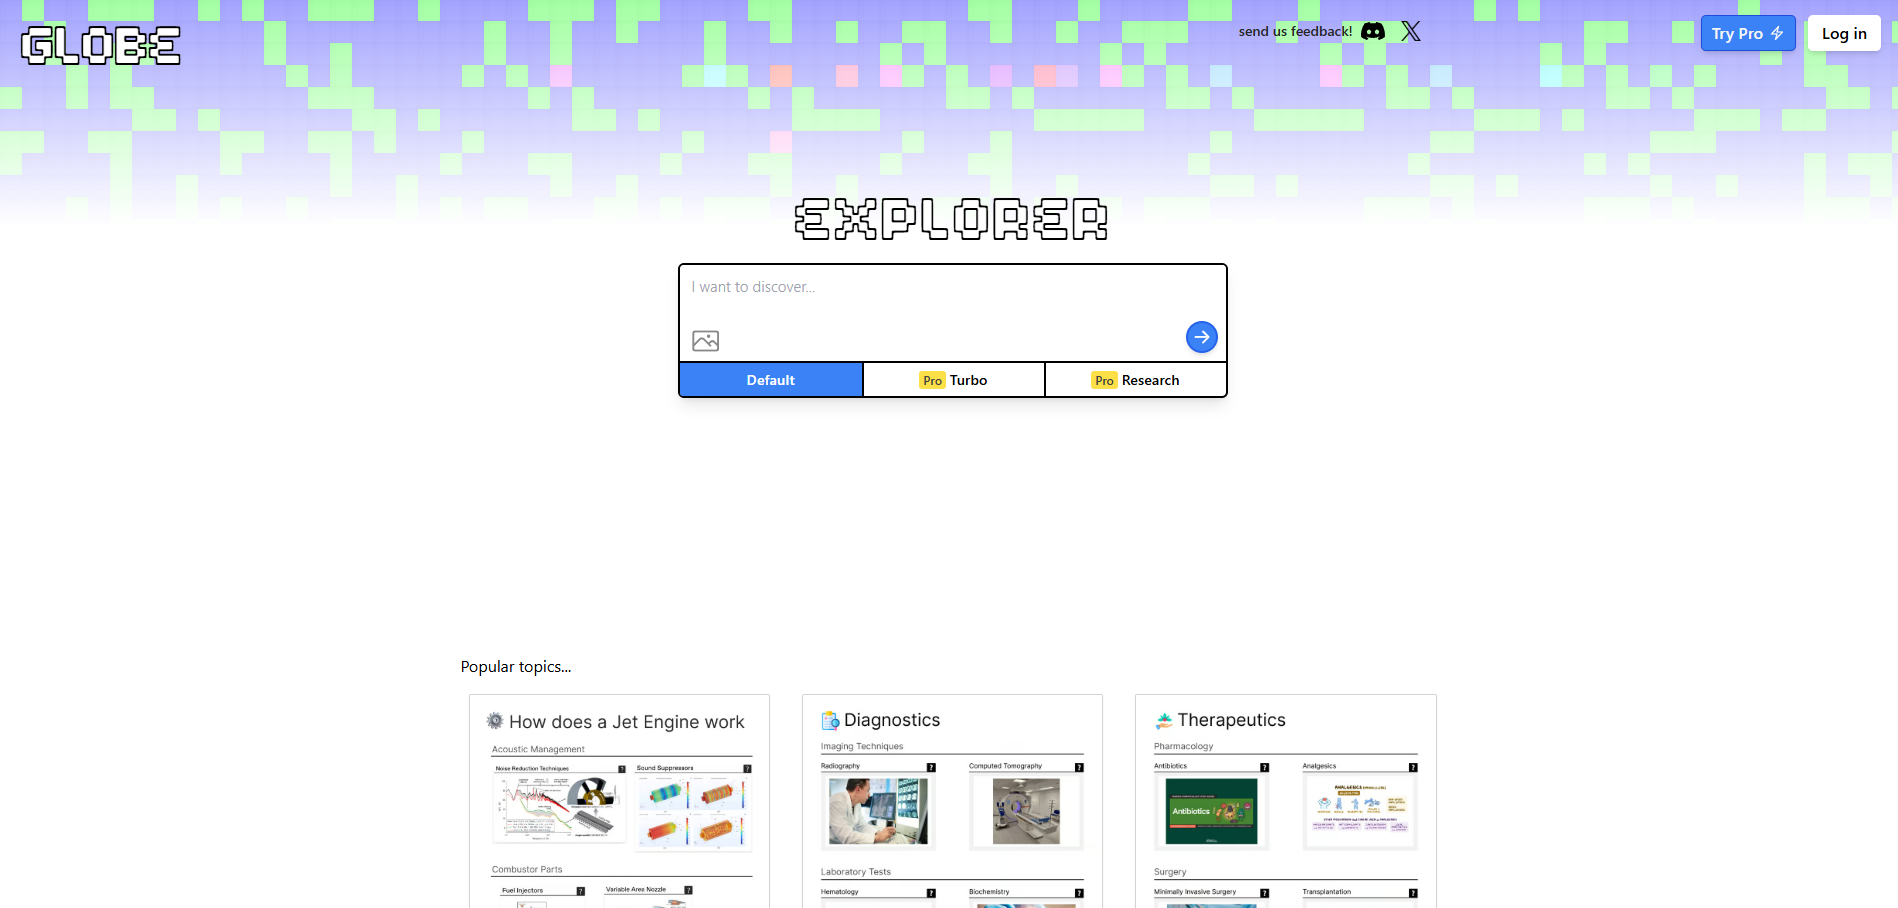 GLOBE
send us feedback!
Try Pro
Log in
EXPLORER
I want to discover...
Default
Pro Turbo
Pro Research
Popular topics...
How does a Jet Engine work
Acoustic Management
Noise Reduction Techniques
Sound Suppressors
Combustor Parts
Fuel Injectors
Variable Area Nozzle
Diagnostics
Imaging Techniques
Radiography
Computed Tomography
Laboratory Tests
Hematology
Biochemistry
Therapeutics
Pharmacology
Antibiotics
Analgesics
Antibiotics
ANALGESICS
Surgery
Minimally Invasive Surgery
Transplantation